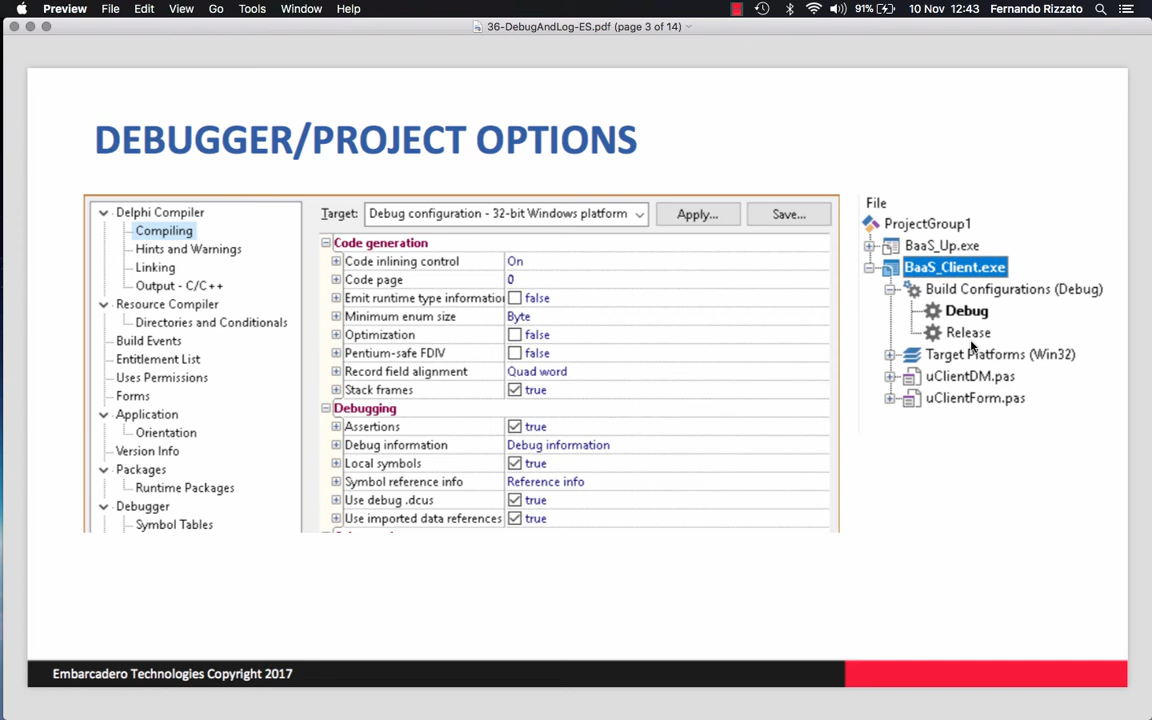 Preview File Edit View Go Tools Window Help 91% 10 Nov 12:43 Fernando Rizzato
36-DebugAndLog-ES.pdf (page 3 of 14)
DEBUGGER/PROJECT OPTIONS
Delphi Compiler
Compiling
Hints and Warnings
Linking
Output - C/C++
Resource Compiler
Directories and Conditionals
Build Events
Entitlement List
Uses Permissions
Forms
Application
Orientation
Version Info
Packages
Runtime Packages
Debugger
Symbol Tables
Target: Debug configuration - 32-bit Windows platform Apply... Save...
Code generation
Code inlining control On
Code page 0
Emit runtime type informatio false
Minimum enum size Byte
Optimization false
Pentium-safe FDIV false
Record field alignment Quad word
Stack frames true
Debugging
Assertions true
Debug information Debug information
Local symbols true
Symbol reference info Reference info
Use debug .dcus true
Use imported data references true
File
ProjectGroup1
BaaS_Up.exe
BaaS_Client.exe
Build Configurations (Debug)
Debug
Release
Target Platforms (Win32)
uClientDM.pas
uClientForm.pas
Embarcadero Technologies Copyright 2017